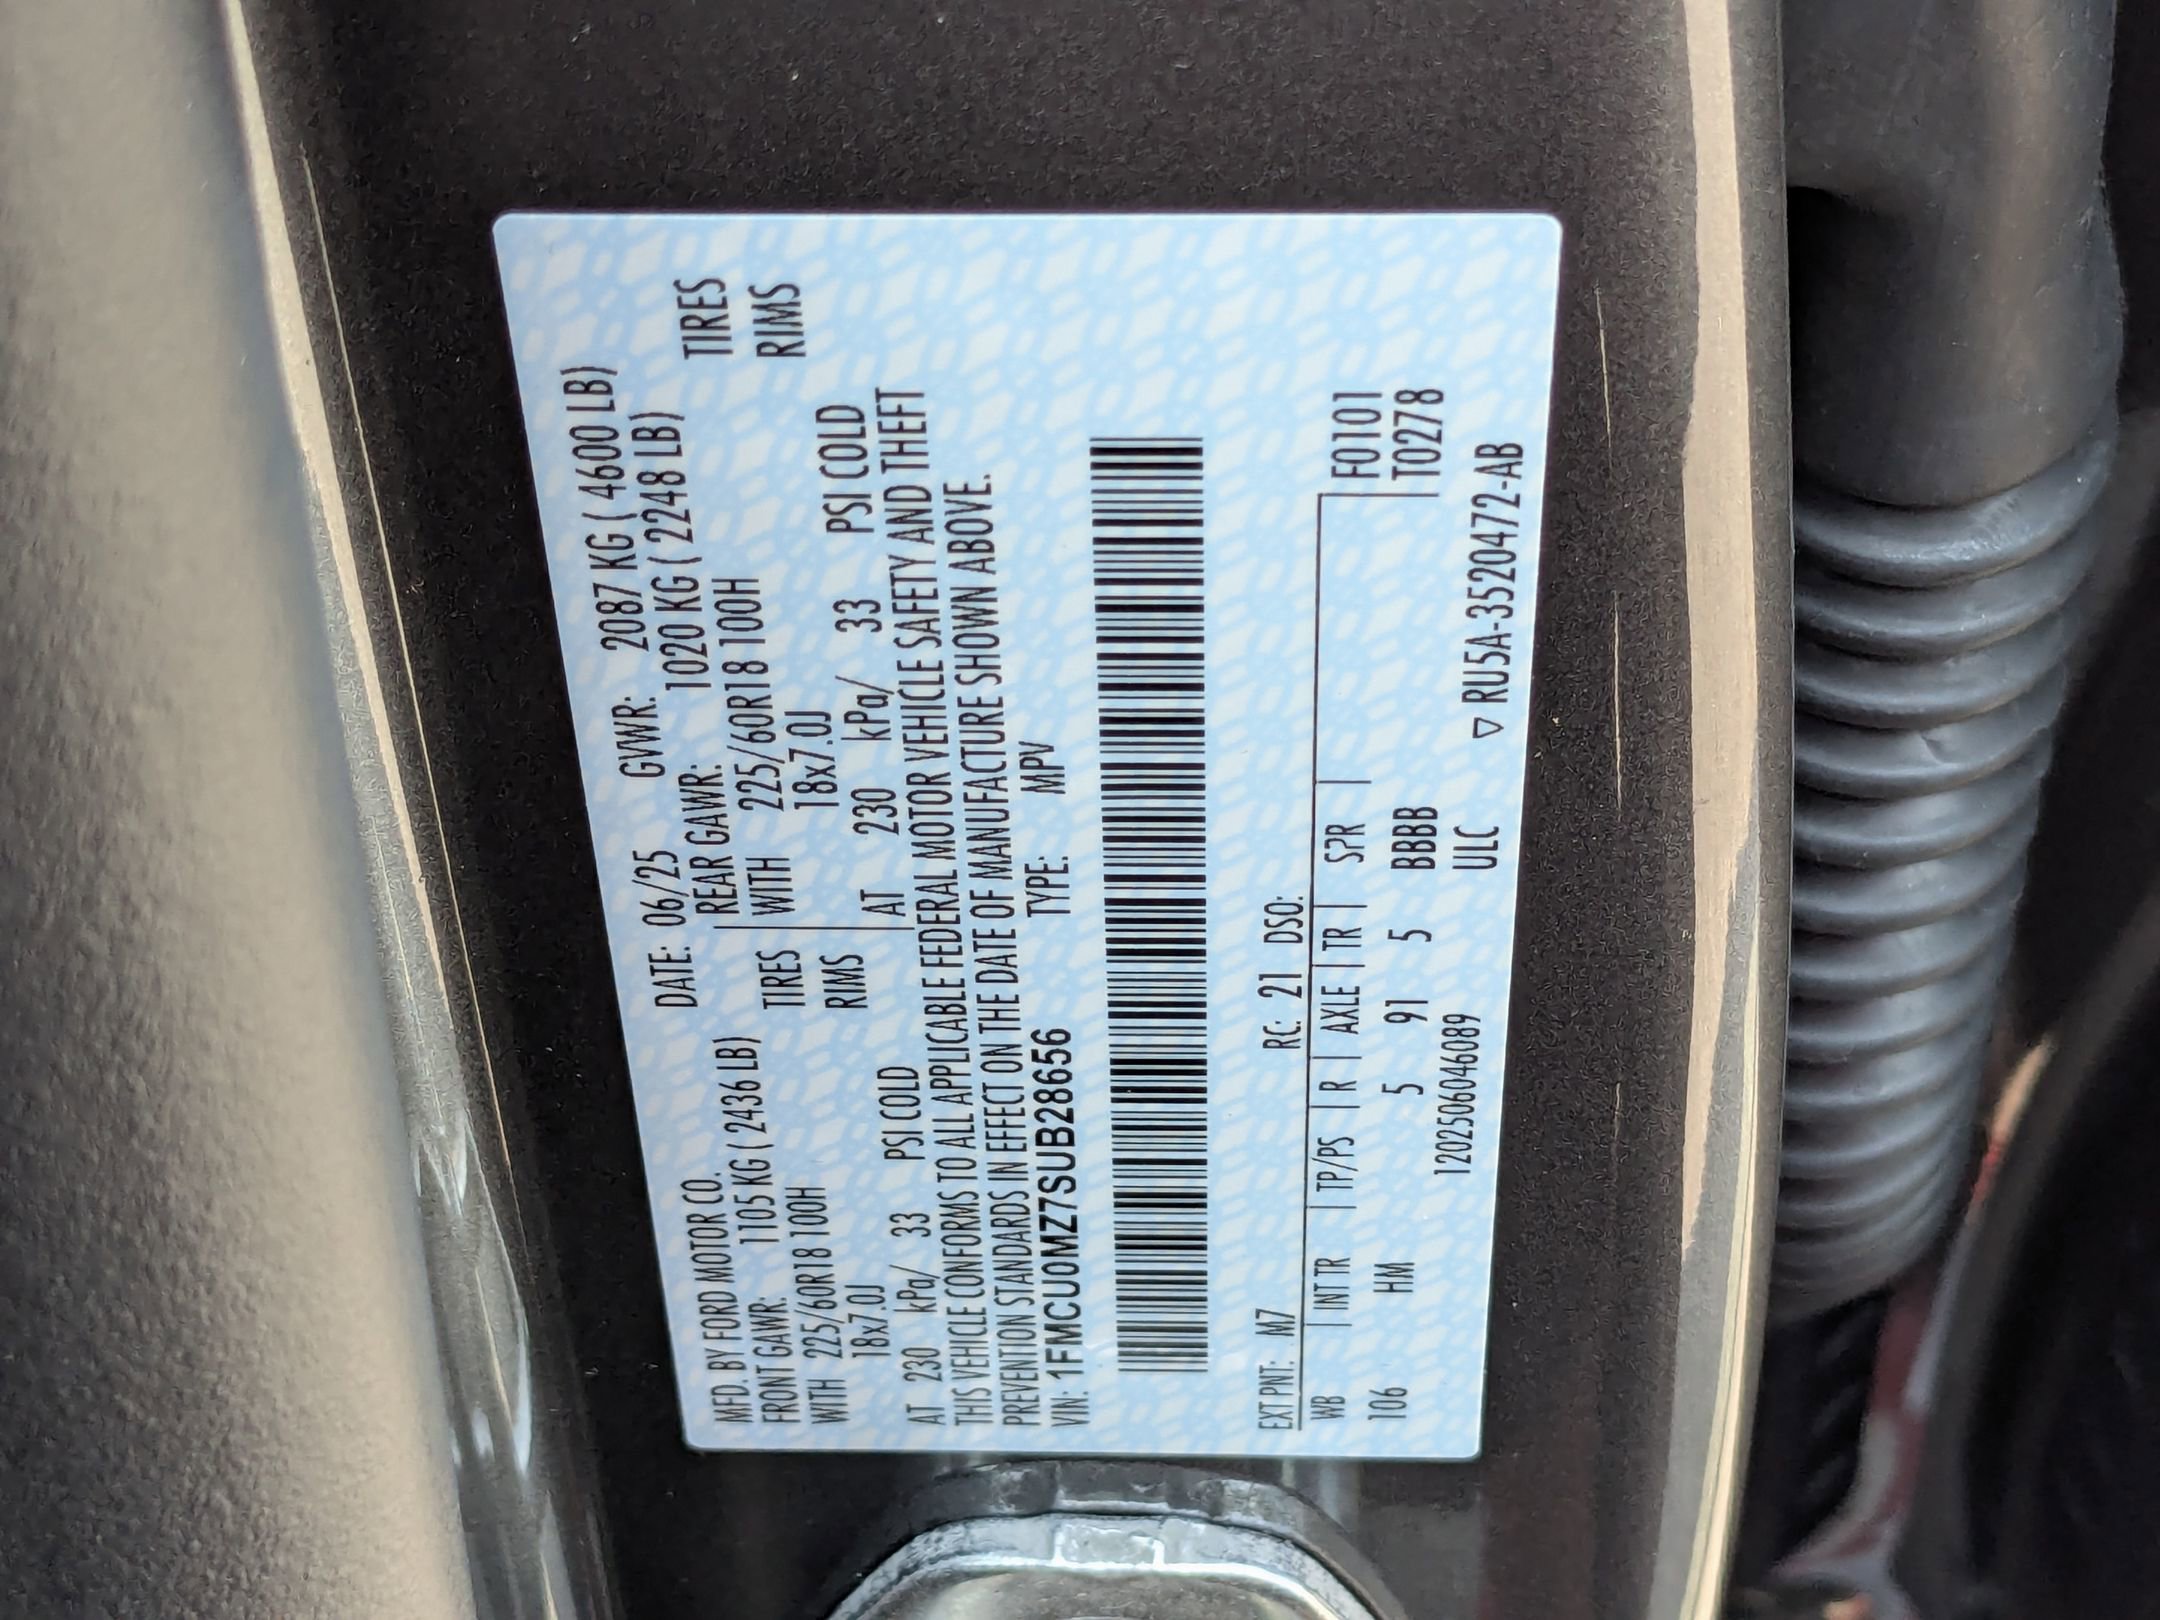 MFD. BY FORD MOTOR CO. DATE: 06/25 GVWR: 2087 KG ( 4600 LB)
FRONT GAWR: 1105 KG ( 2436 LB) REAR GAWR: 1020 KG ( 2248 LB)
WITH 225/60R18 100H TIRES WITH 225/60R18 100H TIRES
18x7.0J RIMS 18x7.0J RIMS
AT 230 kPa/ 33 PSI COLD AT 230 kPa/ 33 PSI COLD
THIS VEHICLE CONFORMS TO ALL APPLICABLE FEDERAL MOTOR VEHICLE SAFETY AND THEFT
PREVENTION STANDARDS IN EFFECT ON THE DATE OF MANUFACTURE SHOWN ABOVE.
VIN: 1FMCU0MZ7SUB28656 TYPE: MPV
EXT PNT: M7 RC: 21 DSO:
WB INT TR TP/PS R AXLE TR SPR F0101
106 HM 5 91 5 BBBB T0278
120250604​6089 ULC ▽ RU5A-3520472-AB